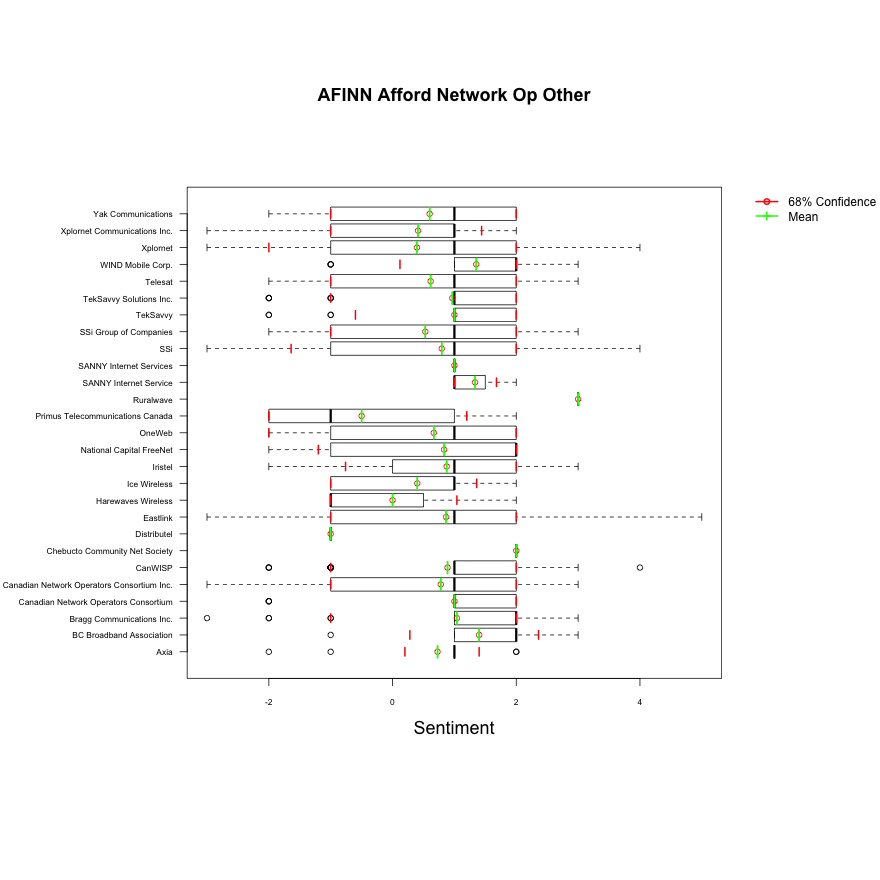 AFINN Afford Network Op Other
68% Confidence
Mean
Yak Communications
Xplornet Communications Inc.
Xplornet
WIND Mobile Corp.
Telesat
TekSavvy Solutions Inc.
TekSavvy
SSi Group of Companies
SSi
SANNY Internet Services
SANNY Internet Service
Ruralwave
Primus Telecommunications Canada
OneWeb
National Capital FreeNet
Iristel
Ice Wireless
Harewaves Wireless
Eastlink
Distributel
Chebucto Community Net Society
CanWISP
Canadian Network Operators Consortium Inc.
Canadian Network Operators Consortium
Bragg Communications Inc.
BC Broadband Association
Axia
-2 0 2 4
Sentiment